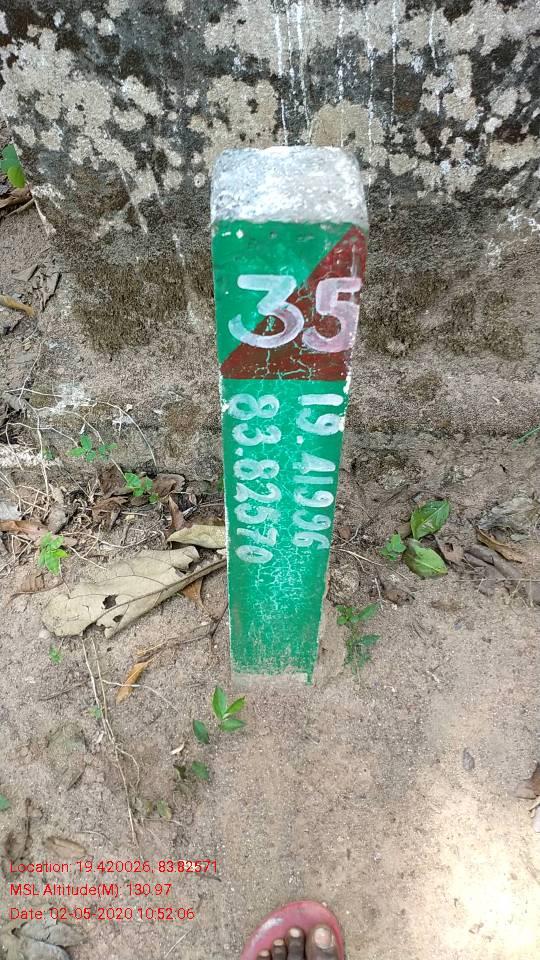 35
19.41996
83.82570
Location: 19.420026, 83.82571
MSL Altitude(M): 130.97
Date: 02-05-2020 10:52:06